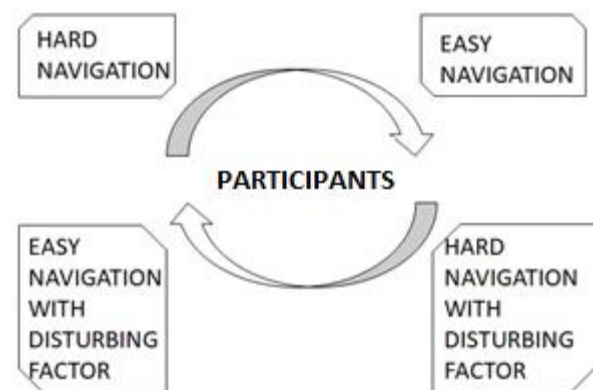 HARD
NAVIGATION
EASY
NAVIGATION
PARTICIPANTS
EASY
NAVIGATION
WITH
DISTURBING
FACTOR
HARD
NAVIGATION
WITH
DISTURBING
FACTOR